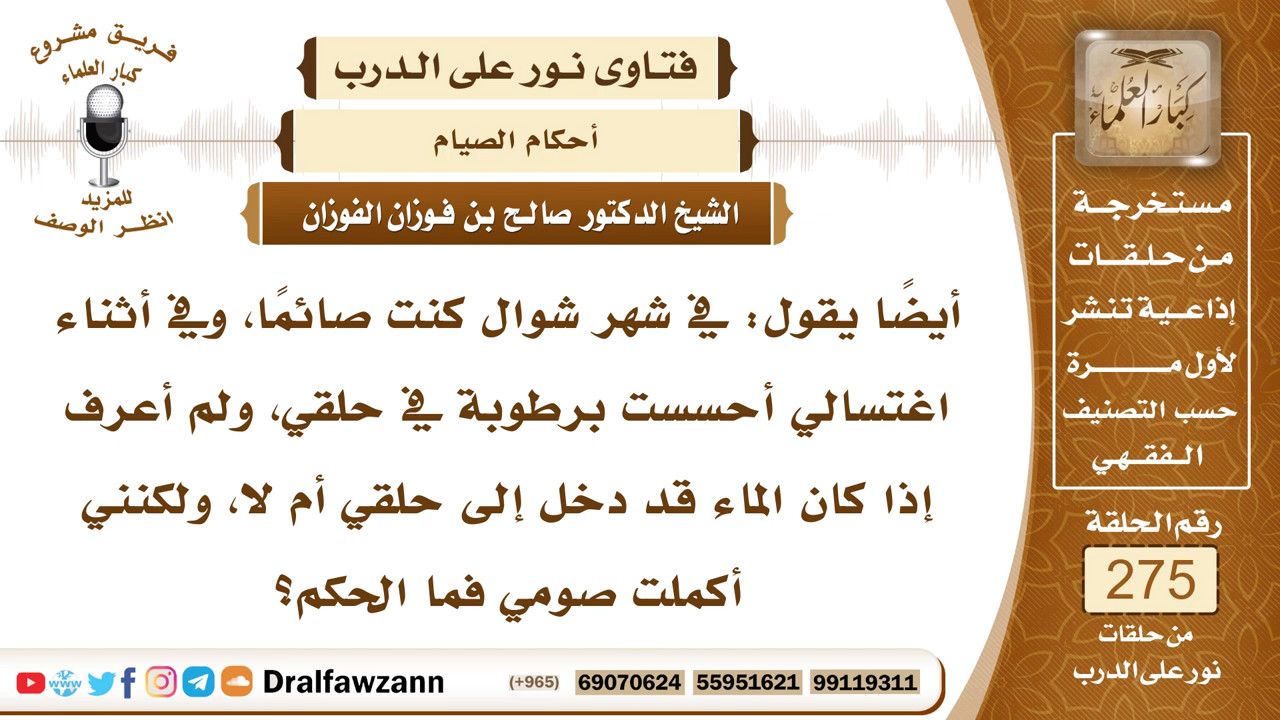 فريق مشروع
كبار العلماء
للمزيد
انظر الوصف
فتاوى نور على الدرب
أحكام الصيام
الشيخ الدكتور صالح بن فوزان الفوزان
أيضًا يقول: في شهر شوال كنت صائمًا، وفي أثناء
اغتسالي أحسست برطوبة في حلقي، ولم أعرف
إذا كان الماء قد دخل إلى حلقي أم لا، ولكنني
أكملت صومي فما الحكم؟
كبار العلماء
مستخرجة
من حلقات
إذاعية تنشر
لأول مرة
حسب التصنيف
الفقهي
رقم الحلقة
275
من حلقات
نور على الدرب
www Dralfawzann (+965) 69070624 55951621 99119311